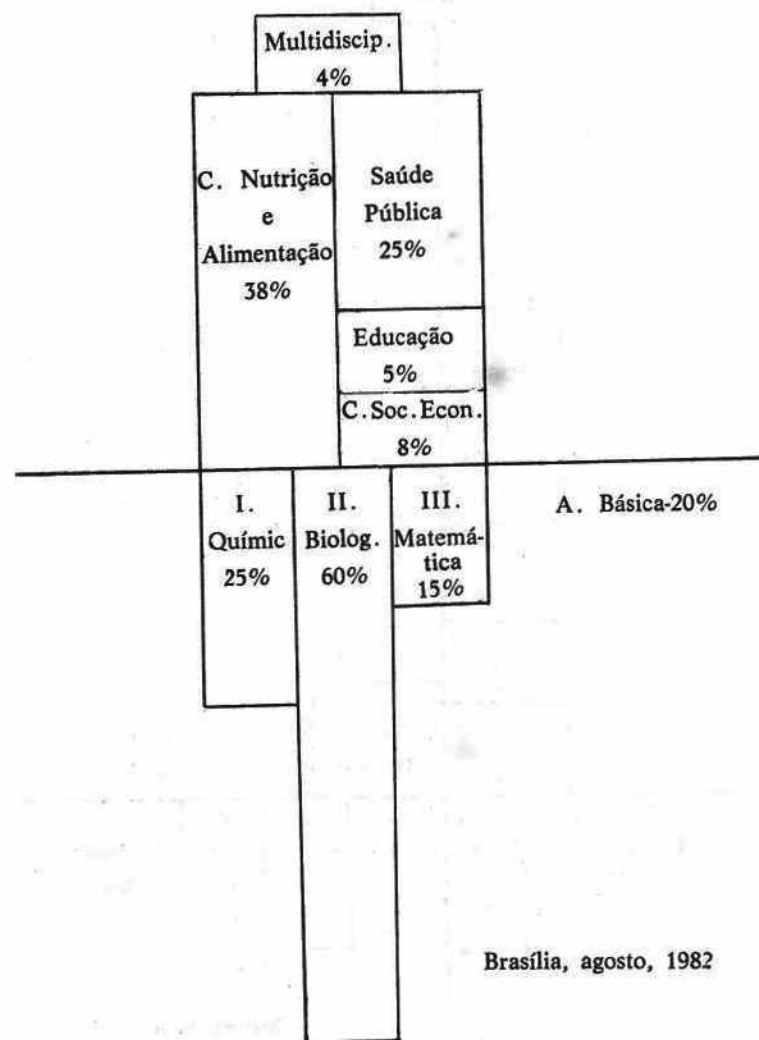 Multidiscip.
4%
C. Nutrição
e
Alimentação
38%
Saúde
Pública
25%
Educação
5%
C.Soc.Econ.
8%
I.
Químic
25%
II.
Biolog.
60%
III.
Matemá-
tica
15%
A. Básica-20%
Brasília, agosto, 1982